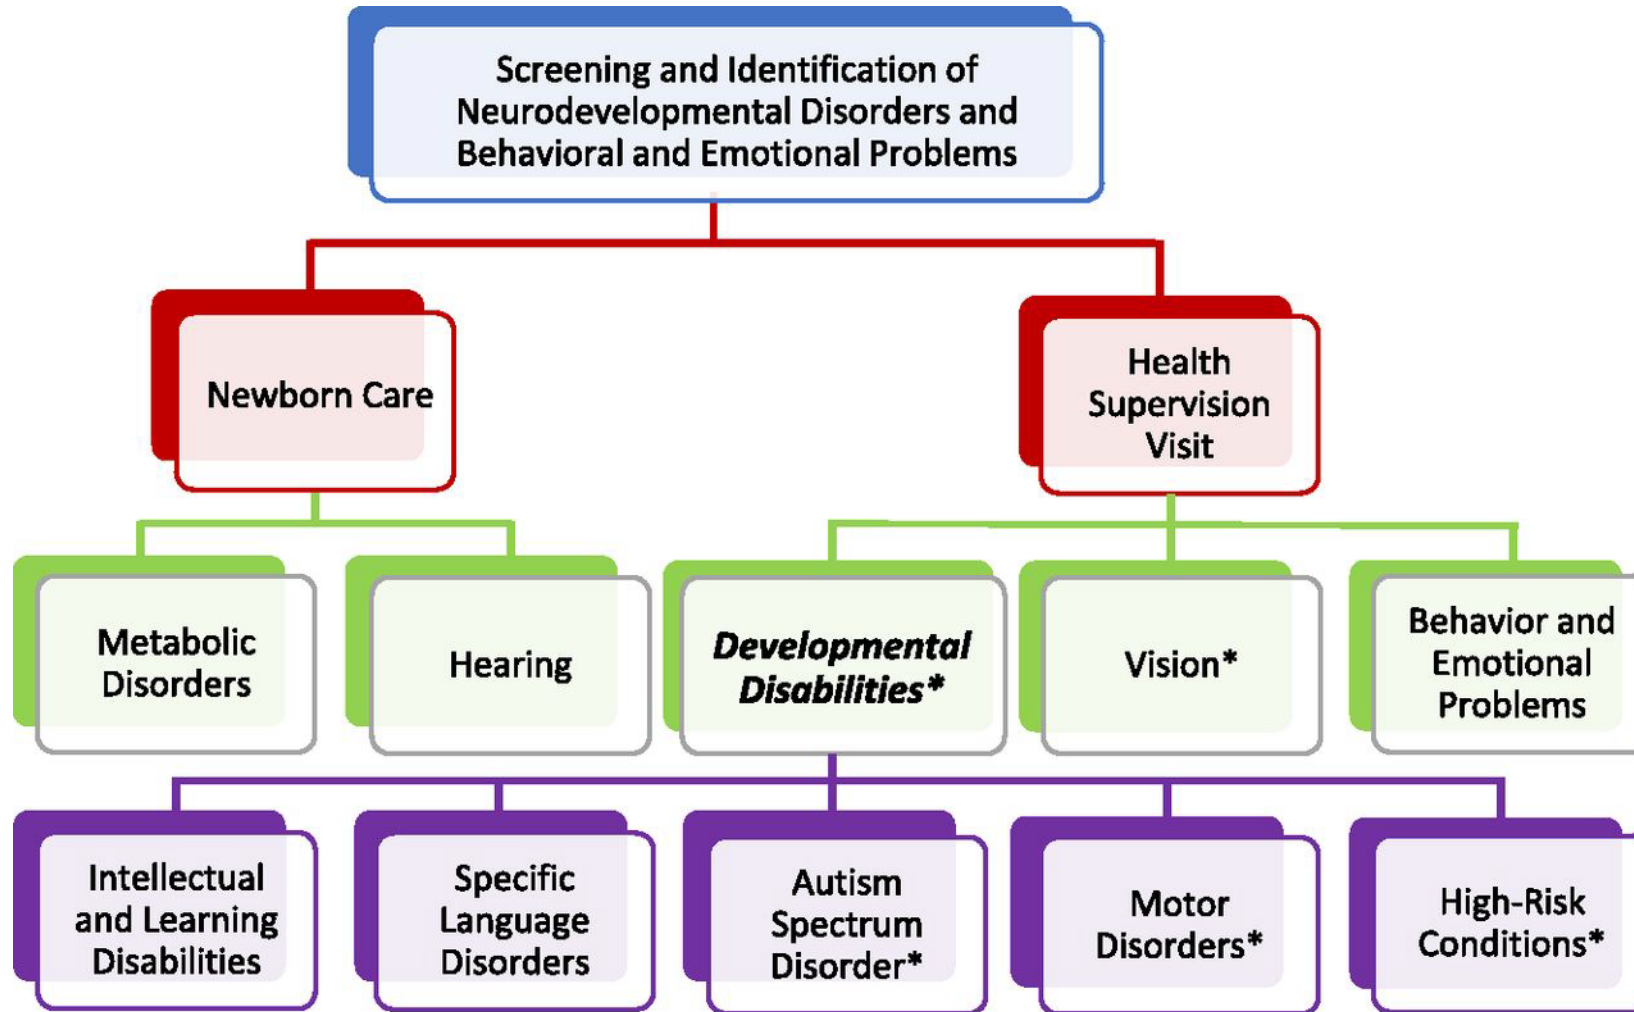 Screening and Identification of
Neurodevelopmental Disorders and
Behavioral and Emotional Problems
Newborn Care
Health
Supervision
Visit
Metabolic
Disorders
Hearing
Developmental
Disabilities*
Vision*
Behavior and
Emotional
Problems
Intellectual
and Learning
Disabilities
Specific
Language
Disorders
Autism
Spectrum
Disorder*
Motor
Disorders*
High-Risk
Conditions*